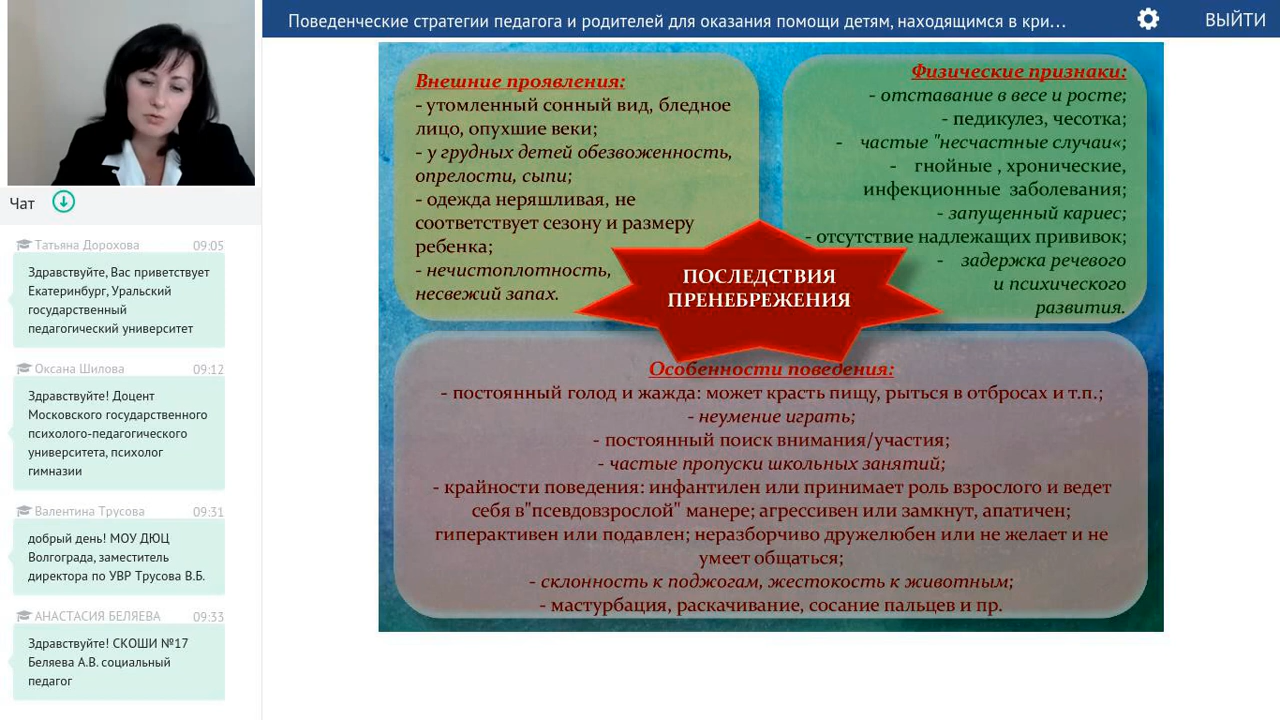 Поведенческие стратегии педагога и родителей для оказания помощи детям, находящимся в кри...
ВЫЙТИ
Чат
Татьяна Дорохова 09:05
Здравствуйте, Вас приветствует
Екатеринбург, Уральский
государственный
педагогический университет
Оксана Шилова 09:12
Здравствуйте! Доцент
Московского государственного
психолого-педагогического
университета, психолог
гимназии
Валентина Трусова 09:31
добрый день! МОУ ДЮЦ
Волгограда, заместитель
директора по УВР Трусова В.Б.
АНАСТАСИЯ БЕЛЯЕВА 09:33
Здравствуйте! СКОШИ №17
Беляева А.В. социальный
педагог
Внешние проявления:
- утомленный сонный вид, бледное
лицо, опухшие веки;
- у грудных детей обезвоженность,
опрелости, сыпи;
- одежда неряшливая, не
соответствует сезону и размеру
ребенка;
- нечистоплотность,
несвежий запах.
Физические признаки:
- отставание в весе и росте;
- педикулез, чесотка;
- частые "несчастные случаи«;
- гнойные , хронические,
инфекционные заболевания;
- запущенный кариес;
- отсутствие надлежащих прививок;
- задержка речевого
и психического
развития.
ПОСЛЕДСТВИЯ
ПРЕНЕБРЕЖЕНИЯ
Особенности поведения:
- постоянный голод и жажда: может красть пищу, рыться в отбросах и т.п.;
- неумение играть;
- постоянный поиск внимания/участия;
- частые пропуски школьных занятий;
- крайности поведения: инфантилен или принимает роль взрослого и ведет
себя в"псевдовзрослой" манере; агрессивен или замкнут, апатичен;
гиперактивен или подавлен; неразборчиво дружелюбен или не желает и не
умеет общаться;
- склонность к поджогам, жестокость к животным;
- мастурбация, раскачивание, сосание пальцев и пр.